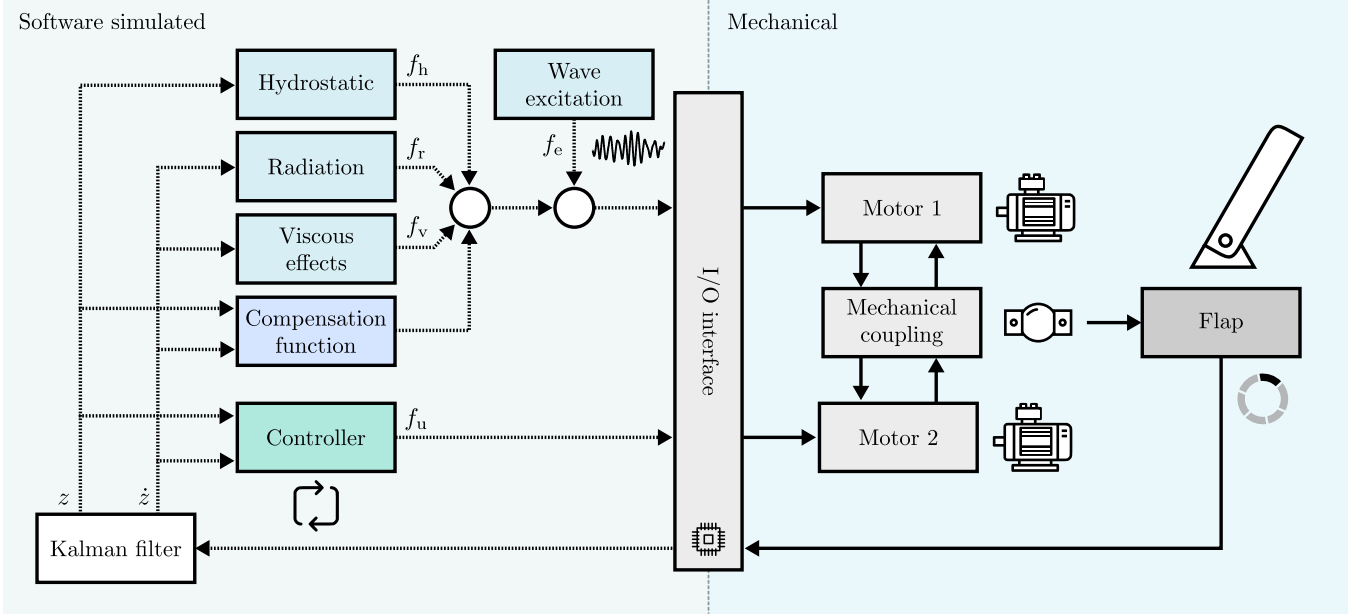 Software simulated
Mechanical
Hydrostatic
f_h
Wave
excitation
Radiation
f_r
f_e
Viscous
effects
f_v
Compensation
function
Controller
f_u
z
ż
Kalman filter
I/O interface
Motor 1
Mechanical
coupling
Motor 2
Flap